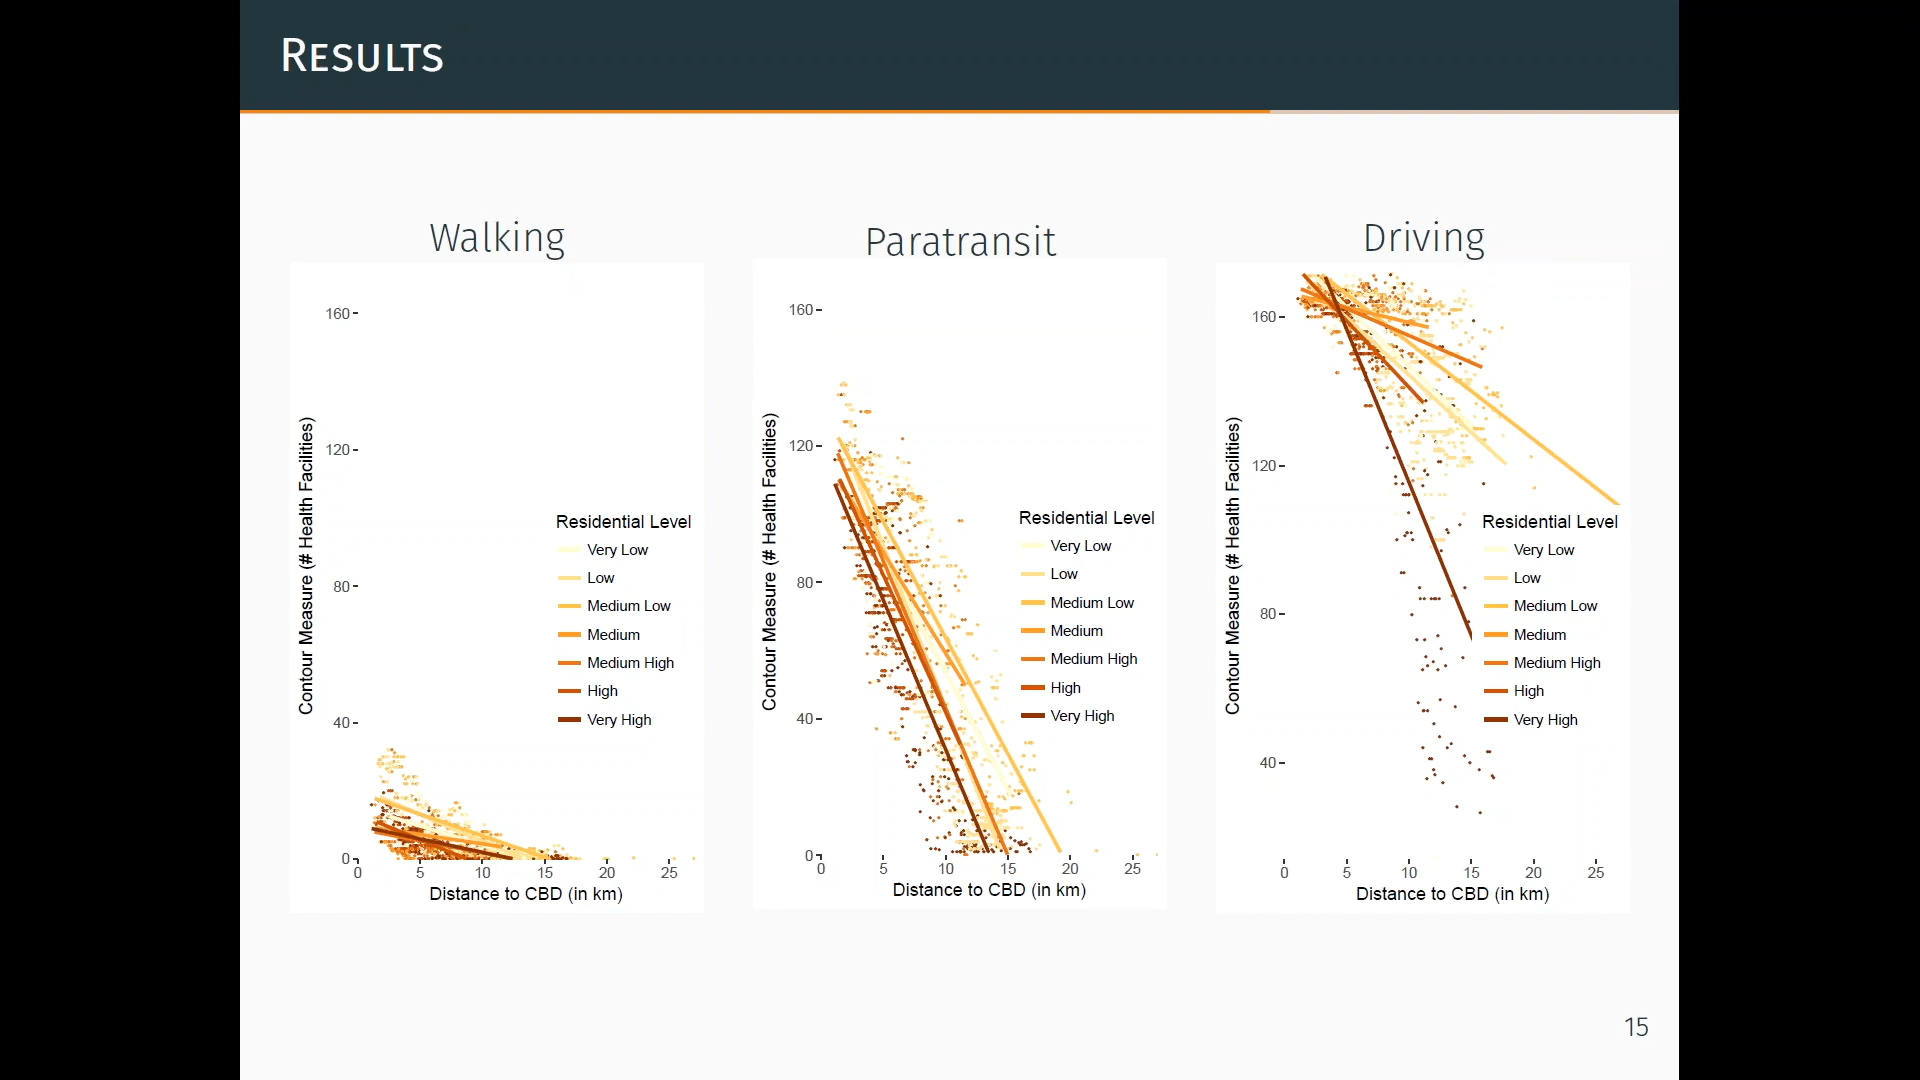 RESULTS
Walking
160
120
80
40
0
0 5 10 15 20 25
Contour Measure (# Health Facilities)
Distance to CBD (in km)
Residential Level
Very Low
Low
Medium Low
Medium
Medium High
High
Very High
Paratransit
160
120
80
40
0
0 5 10 15 20 25
Contour Measure (# Health Facilities)
Distance to CBD (in km)
Residential Level
Very Low
Low
Medium Low
Medium
Medium High
High
Very High
Driving
160
120
80
40
0 5 10 15 20 25
Contour Measure (# Health Facilities)
Distance to CBD (in km)
Residential Level
Very Low
Low
Medium Low
Medium
Medium High
High
Very High
15